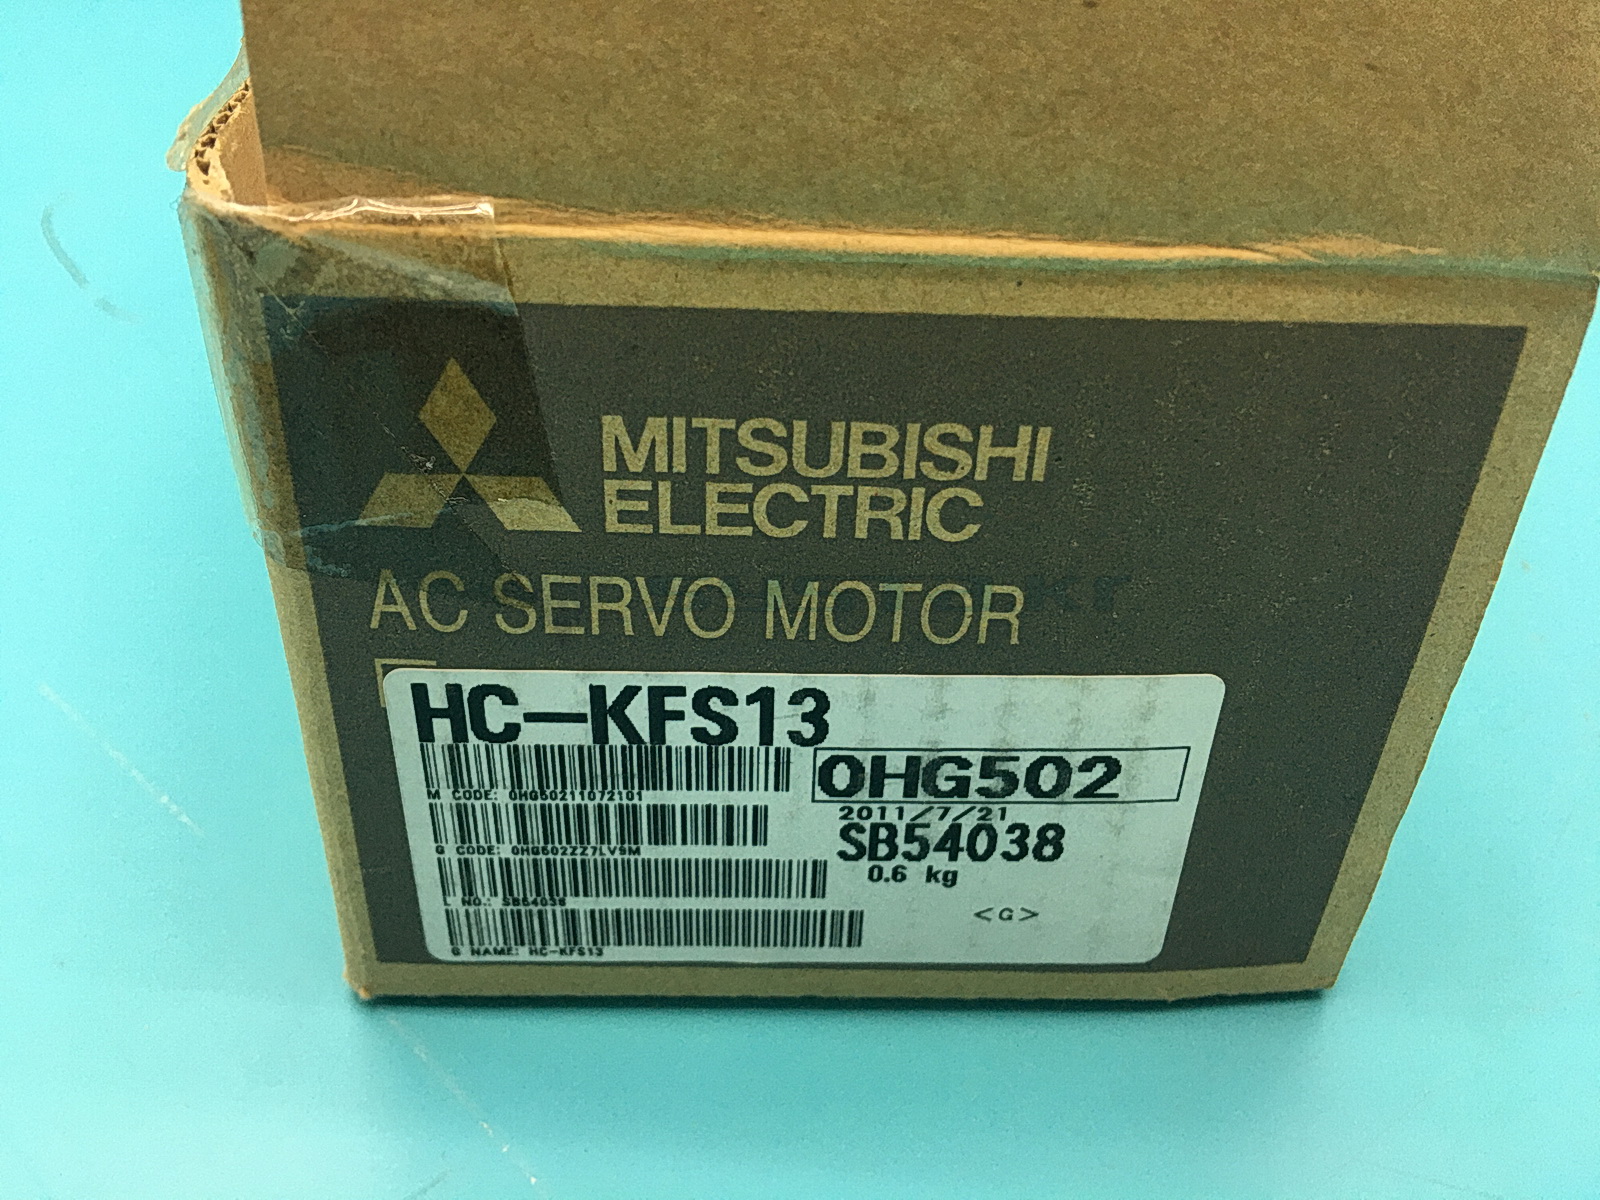 MITSUBISHI
ELECTRIC
AC SERVO MOTOR
HC-KFS13
0HG502
M CODE: 0HG50211072101
2011/7/21
SB54038
G CODE: 0HG502ZZ7LV9M
0.6 kg
L NO.: SB54038
<G>
G NAME: HC-KFS13